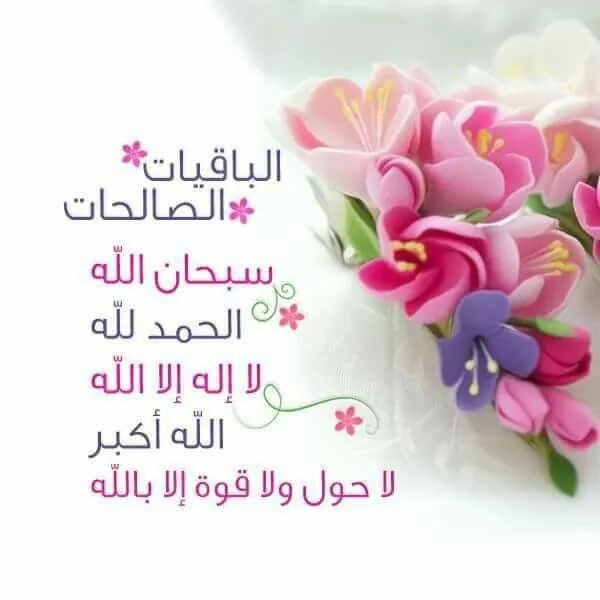 الباقيات
الصالحات
سبحان الله
الحمد لله
لا إله إلا الله
الله أكبر
لا حول ولا قوة إلا بالله